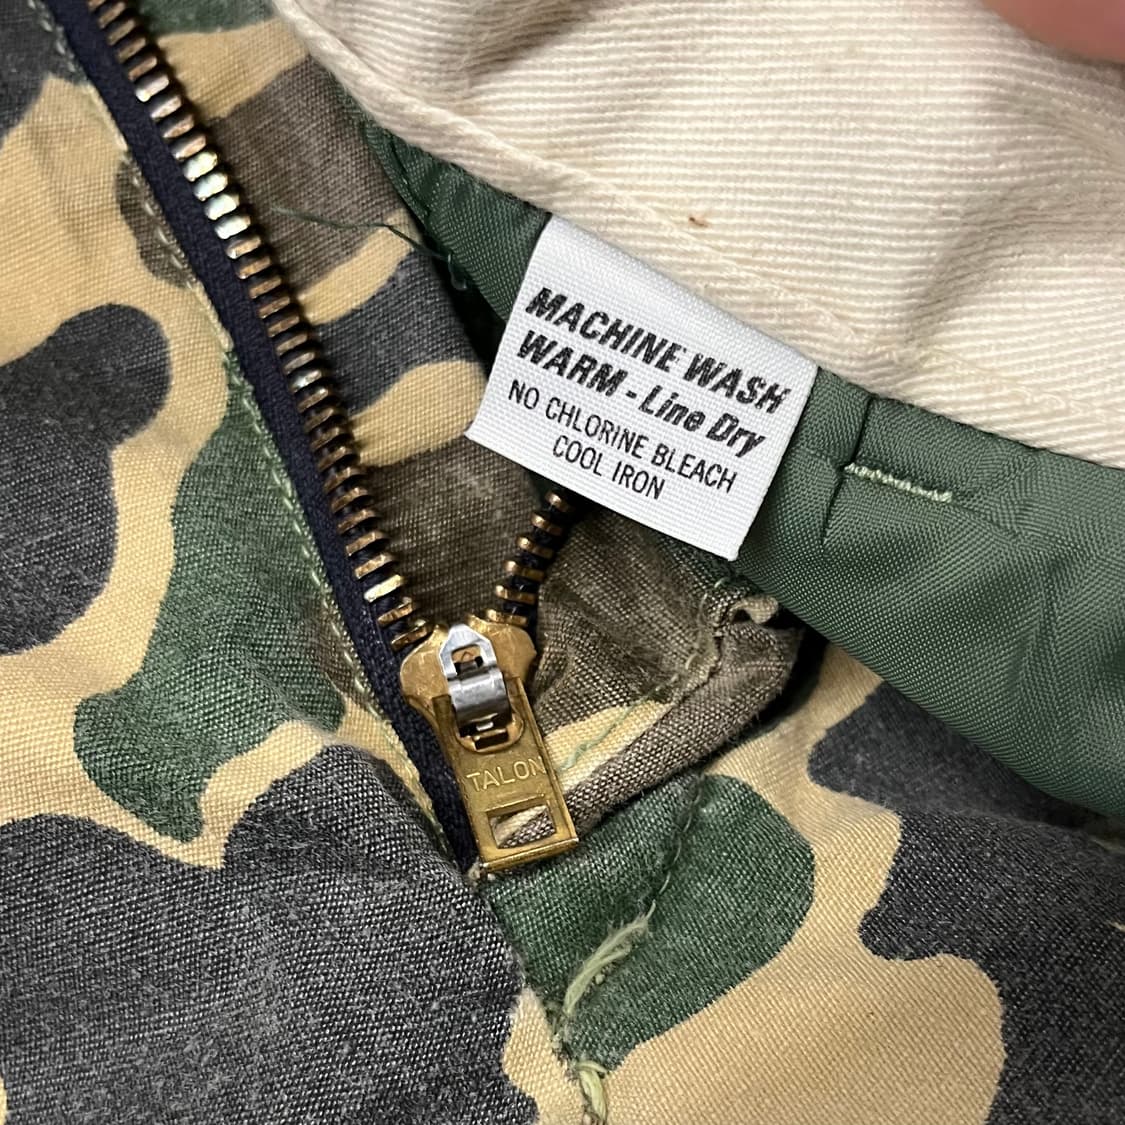 MACHINE WASH
WARM - Line Dry
NO CHLORINE BLEACH
COOL IRON
TALON